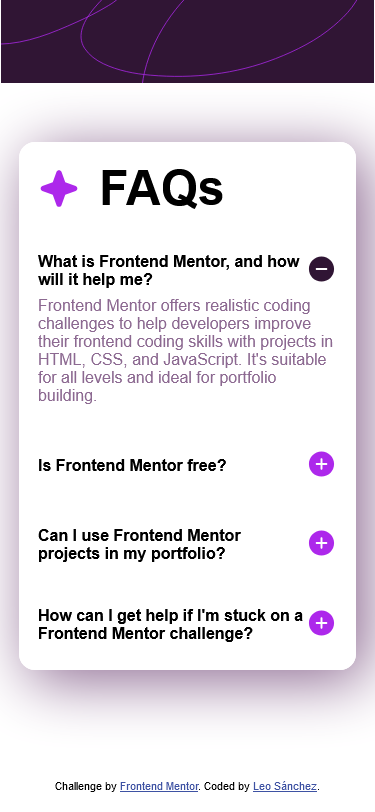 FAQs
What is Frontend Mentor, and how
will it help me?
Frontend Mentor offers realistic coding
challenges to help developers improve
their frontend coding skills with projects in
HTML, CSS, and JavaScript. It's suitable
for all levels and ideal for portfolio
building.
Is Frontend Mentor free?
Can I use Frontend Mentor
projects in my portfolio?
How can I get help if I'm stuck on a
Frontend Mentor challenge?
Challenge by Frontend Mentor. Coded by Leo Sánchez.